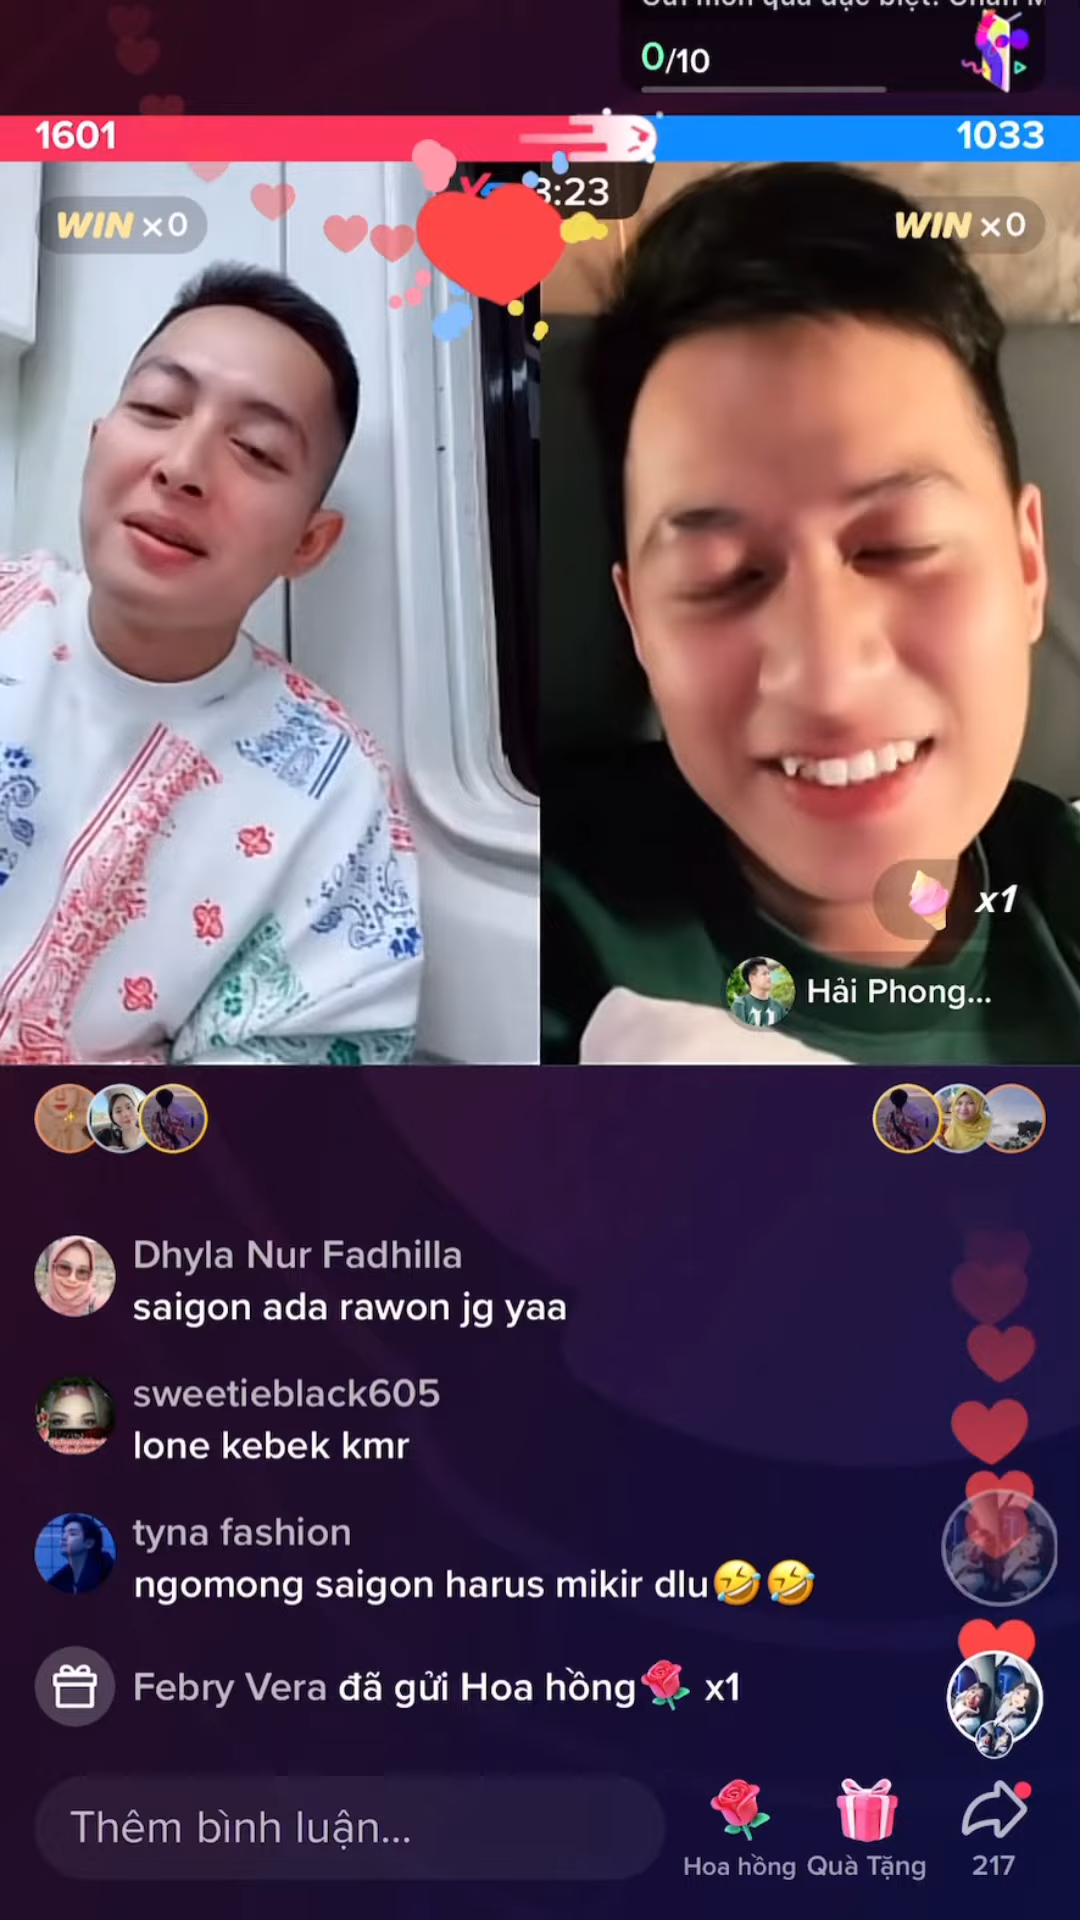 0/10
1601
1033
3:23
WIN x0
WIN x0
x1
Hải Phong...
Dhyla Nur Fadhilla
saigon ada rawon jg yaa
sweetieblack605
lone kebek kmr
tyna fashion
ngomong saigon harus mikir dlu🤣🤣
Febry Vera đã gửi Hoa hồng🌹 x1
Thêm bình luận...
Hoa hồng
Quà Tặng
217